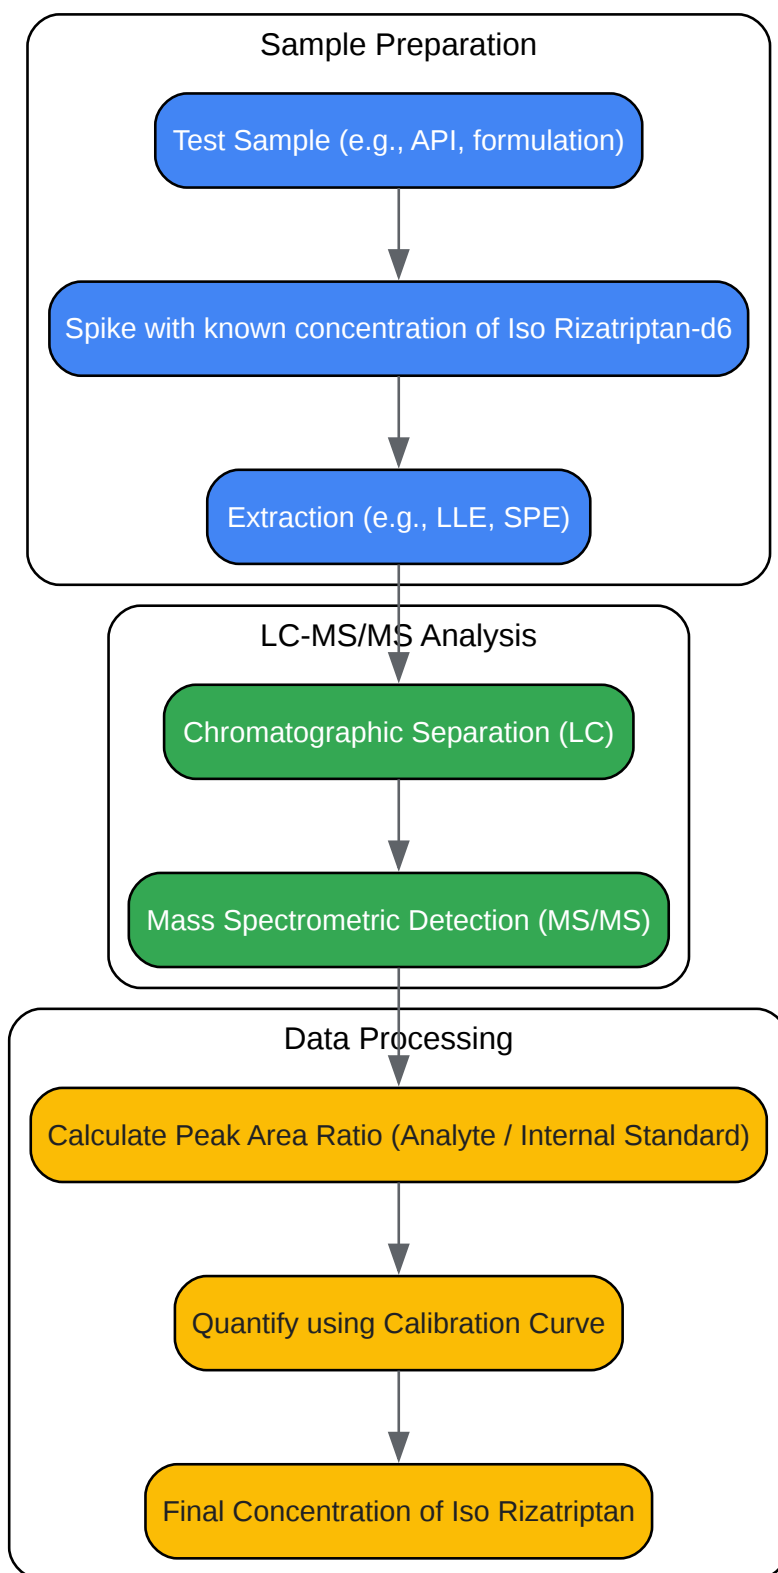 Sample Preparation
Test Sample (e.g., API, formulation)
Spike with known concentration of Iso Rizatriptan-d6
Extraction (e.g., LLE, SPE)
LC-MS/MS Analysis
Chromatographic Separation (LC)
Mass Spectrometric Detection (MS/MS)
Data Processing
Calculate Peak Area Ratio (Analyte / Internal Standard)
Quantify using Calibration Curve
Final Concentration of Iso Rizatriptan